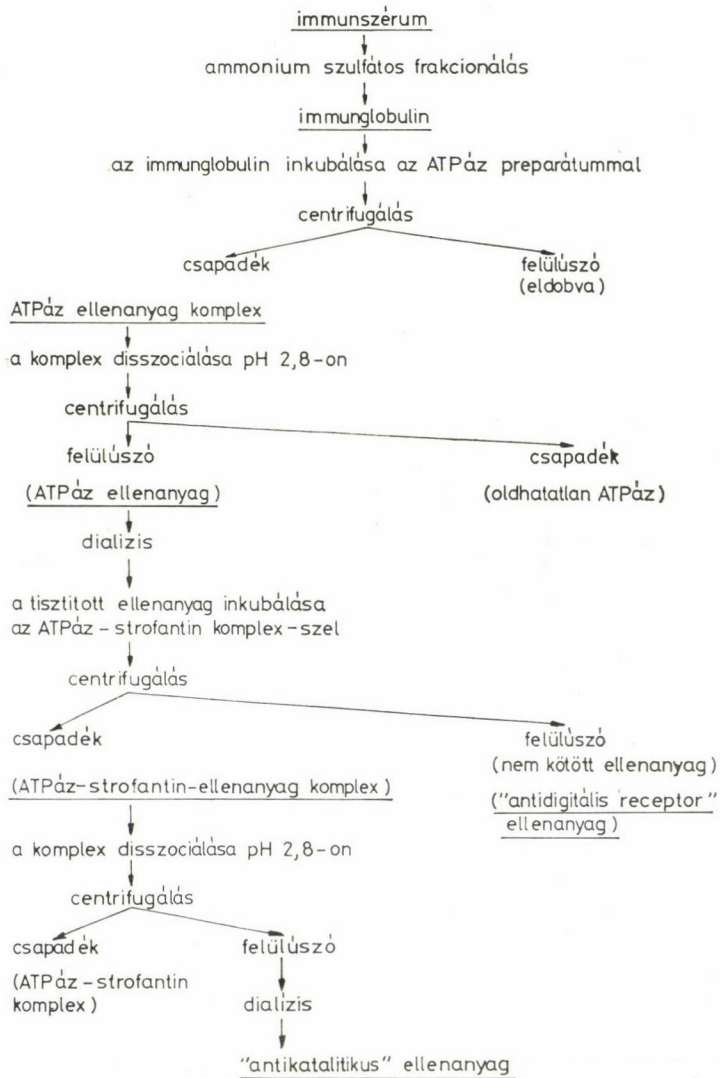 immunszérum
ammonium szulfátos frakcionálás
immunglobulin
az immunglobulin inkubálása az ATPáz preparátummal
centrifugálás
csapadék
felülúszó
(eldobva)
ATPáz ellenanyag komplex
a komplex disszociálása pH 2,8-on
centrifugálás
felülúszó
csapadék
(ATPáz ellenanyag)
(oldhatatlan ATPáz)
dialízis
a tisztított ellenanyag inkubálása
az ATPáz - strofantin komplex-szel
centrifugálás
csapadék
felülúszó
(nem kötött ellenanyag)
(ATPáz-strofantin-ellenanyag komplex)
("antidigitális receptor"
ellenanyag)
a komplex disszociálása pH 2,8-on
centrifugálás
csapadék
felülúszó
(ATPáz - strofantin
komplex)
dialízis
"antikatalitikus" ellenanyag